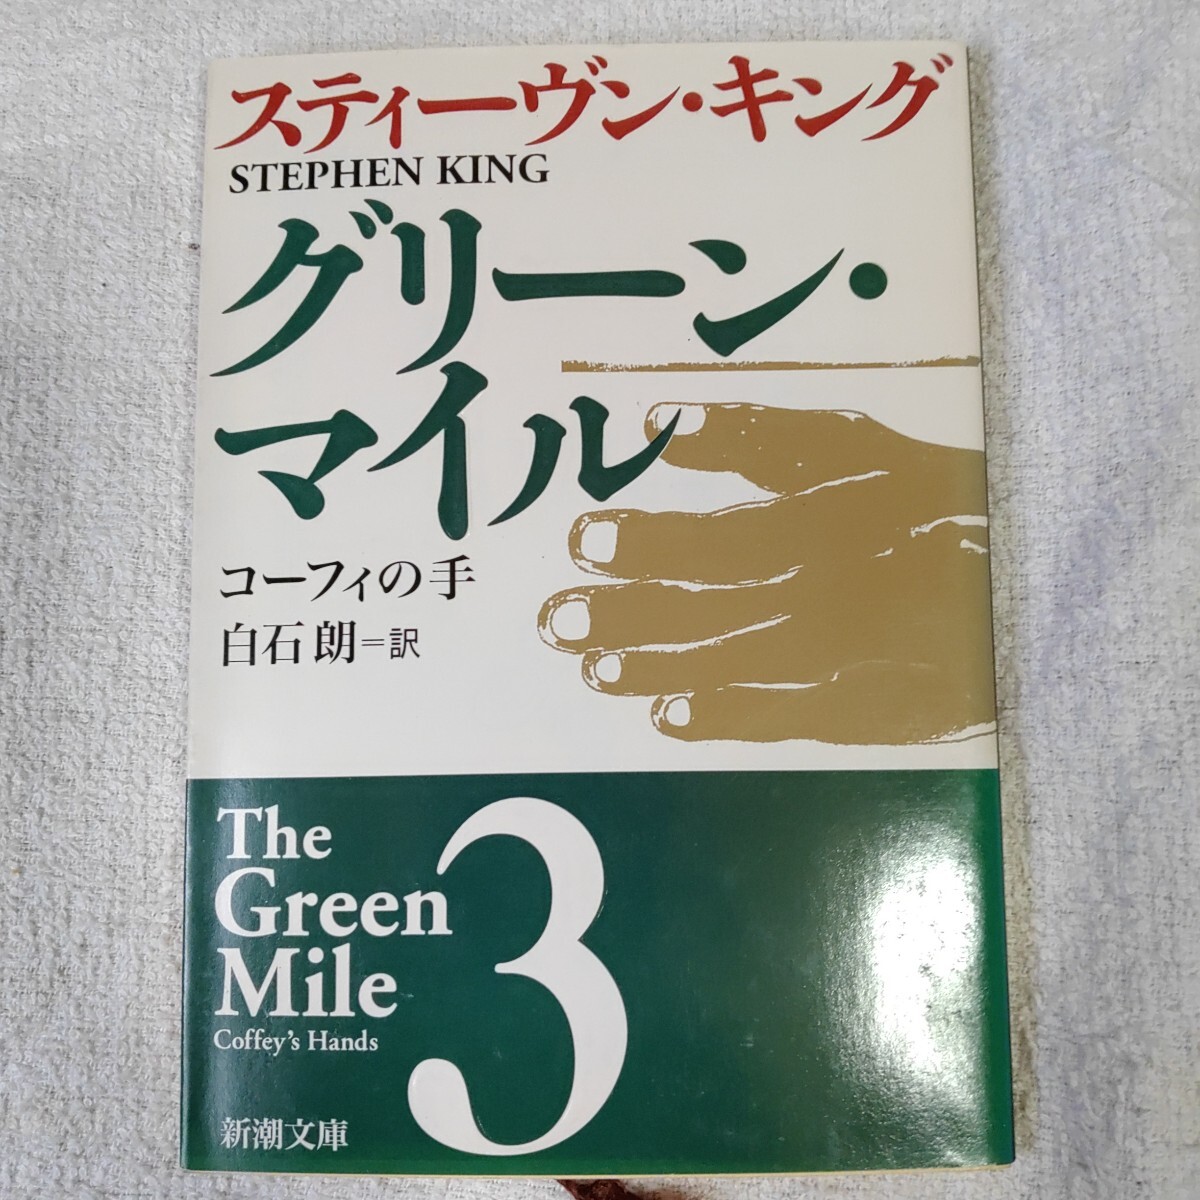 スティーヴン・キング
STEPHEN KING
グリーン・
マイル
コーフィの手
白石 朗=訳
The
Green
Mile
Coffey's Hands
3
新潮文庫